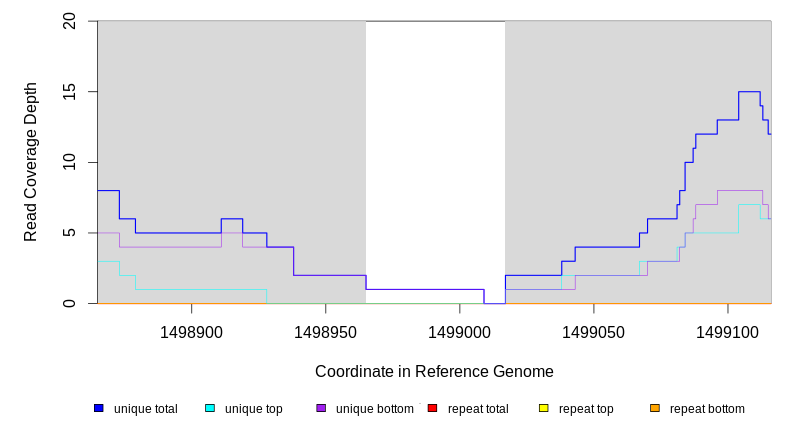 20
15
10
5
0
Read Coverage Depth
1498900 1498950 1499000 1499050 1499100
Coordinate in Reference Genome
unique total unique top unique bottom repeat total repeat top repeat bottom